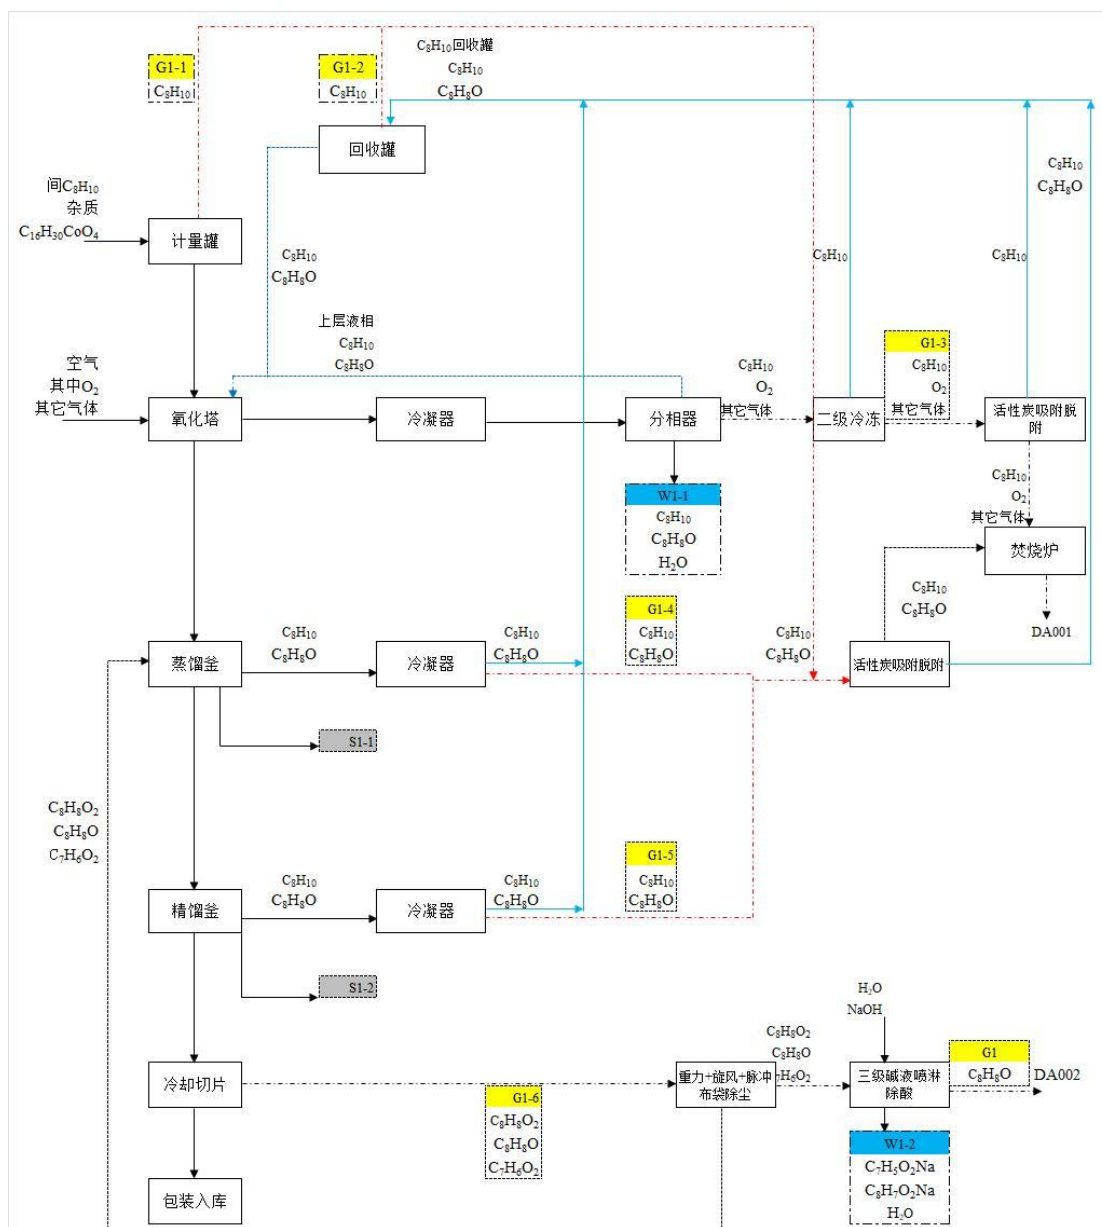 G1-1
C₈H₁₀
G1-2
C₈H₁₀
C₈H₁₀回收罐
C₈H₁₀
C₈H₈O
回收罐
C₈H₁₀
C₈H₈O
间C₈H₁₀
杂质
C₁₆H₃₀CoO₄
计量罐
C₈H₁₀
C₈H₈O
C₈H₁₀
C₈H₁₀
上层液相
C₈H₁₀
C₈H₈O
空气
其中O₂
其它气体
氧化塔
冷凝器
分相器
C₈H₁₀
O₂
其它气体
二级冷冻
G1-3
C₈H₁₀
O₂
其它气体
活性炭吸附脱
附
W1-1
C₈H₁₀
C₈H₈O
H₂O
C₈H₁₀
O₂
其它气体
焚烧炉
C₈H₁₀
C₈H₈O
DA001
蒸馏釜
C₈H₁₀
C₈H₈O
冷凝器
C₈H₁₀
C₈H₈O
G1-4
C₈H₁₀
C₈H₈O
C₈H₁₀
C₈H₈O
活性炭吸附脱附
S1-1
C₈H₈O₂
C₈H₈O
C₇H₆O₂
精馏釜
C₈H₁₀
C₈H₈O
冷凝器
C₈H₁₀
C₈H₈O
G1-5
C₈H₁₀
C₈H₈O
S1-2
H₂O
NaOH
冷却切片
G1-6
C₈H₈O₂
C₈H₈O
C₇H₆O₂
重力+旋风+脉冲
布袋除尘
C₈H₈O₂
C₈H₈O
7H₆O₂
三级碱液喷淋
除酸
G1
C₈H₈O
DA002
W1-2
C₇H₅O₂Na
C₈H₇O₂Na
H₂O
包装入库